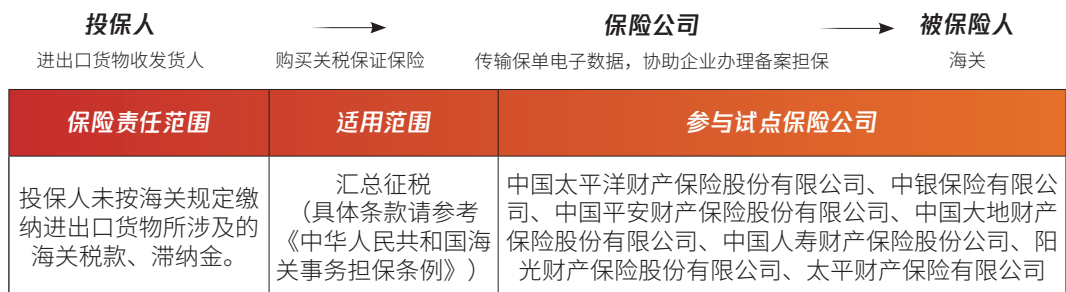 投保人 保险公司 被保险人
进出口货物收发货人 购买关税保证保险 传输保单电子数据，协助企业办理备案担保 海关
保险责任范围 适用范围 参与试点保险公司
投保人未按海关规定缴
纳进出口货物所涉及的
海关税款、滞纳金。
汇总征税
（具体条款请参考
《中华人民共和国海
关事务担保条例》）
中国太平洋财产保险股份有限公司、中银保险有限公
司、中国平安财产保险股份有限公司、中国大地财产
保险股份有限公司、中国人寿财产保险股份公司、阳
光财产保险股份有限公司、太平财产保险有限公司